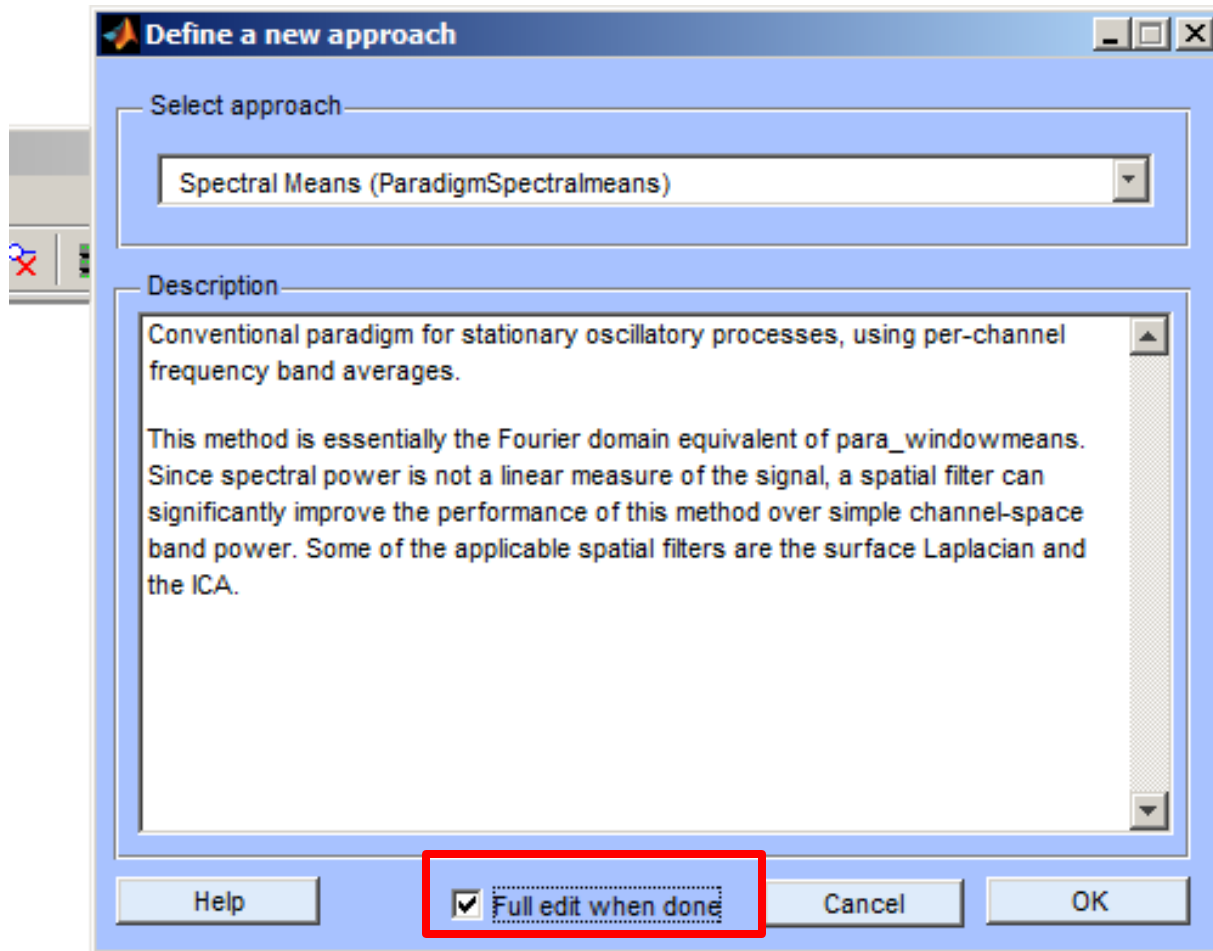 Define a new approach
Select approach
Spectral Means (ParadigmSpectralmeans)
Description
Conventional paradigm for stationary oscillatory processes, using per-channel
frequency band averages.
This method is essentially the Fourier domain equivalent of para_windowmeans.
Since spectral power is not a linear measure of the signal, a spatial filter can
significantly improve the performance of this method over simple channel-space
band power. Some of the applicable spatial filters are the surface Laplacian and
the ICA.
Help
Full edit when done
Cancel
OK